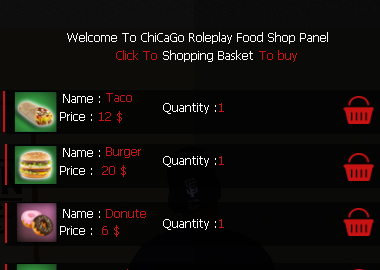 Welcome To ChiCaGo Roleplay Food Shop Panel
Click To Shopping Basket To buy
Name : Taco
Quantity :1
Price : 12 $
Name : Burger
Quantity :1
Price : 20 $
Name : Donute
Quantity :1
Price : 6 $